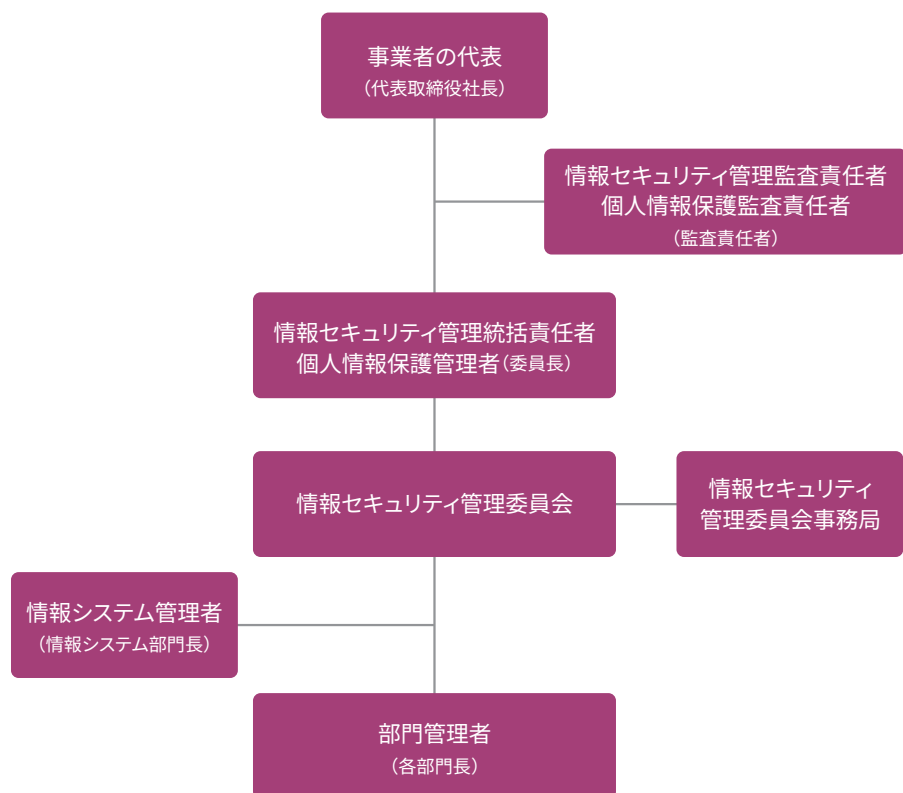 事業者の代表
（代表取締役社長）
情報セキュリティ管理監査責任者
個人情報保護監査責任者
（監査責任者）
情報セキュリティ管理統括責任者
個人情報保護管理者（委員長）
情報セキュリティ管理委員会
情報セキュリティ
管理委員会事務局
情報システム管理者
（情報システム部門長）
部門管理者
（各部門長）